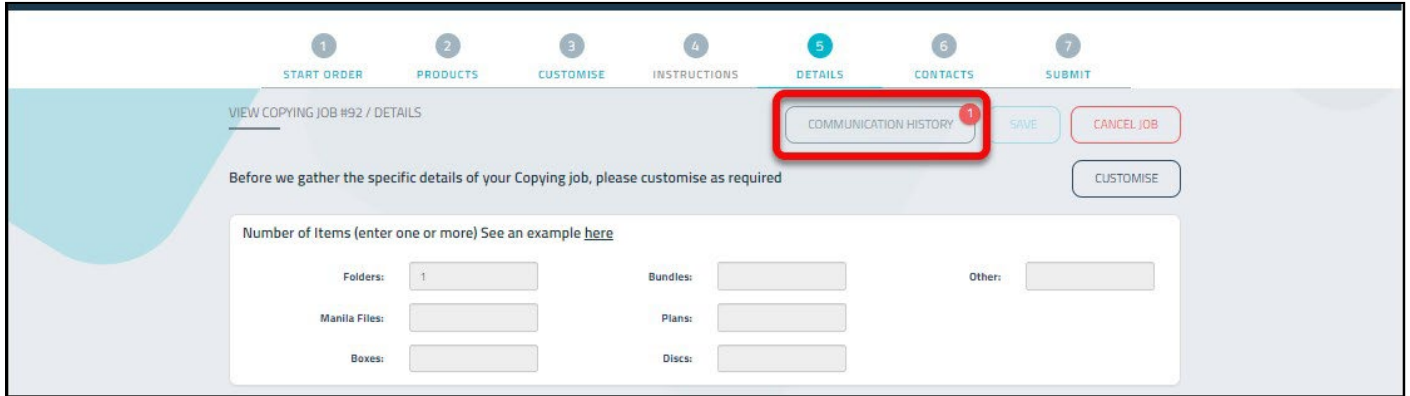 1 2 3 4 5 6 7
START ORDER PRODUCTS CUSTOMISE INSTRUCTIONS DETAILS CONTACTS SUBMIT
VIEW COPYING JOB #92 / DETAILS
COMMUNICATION HISTORY 1 SAVE CANCEL JOB
Before we gather the specific details of your Copying job, please customise as required CUSTOMISE
Number of Items (enter one or more) See an example here
Folders: 1 Bundles: Other:
Manila Files: Plans:
Boxes: Discs: